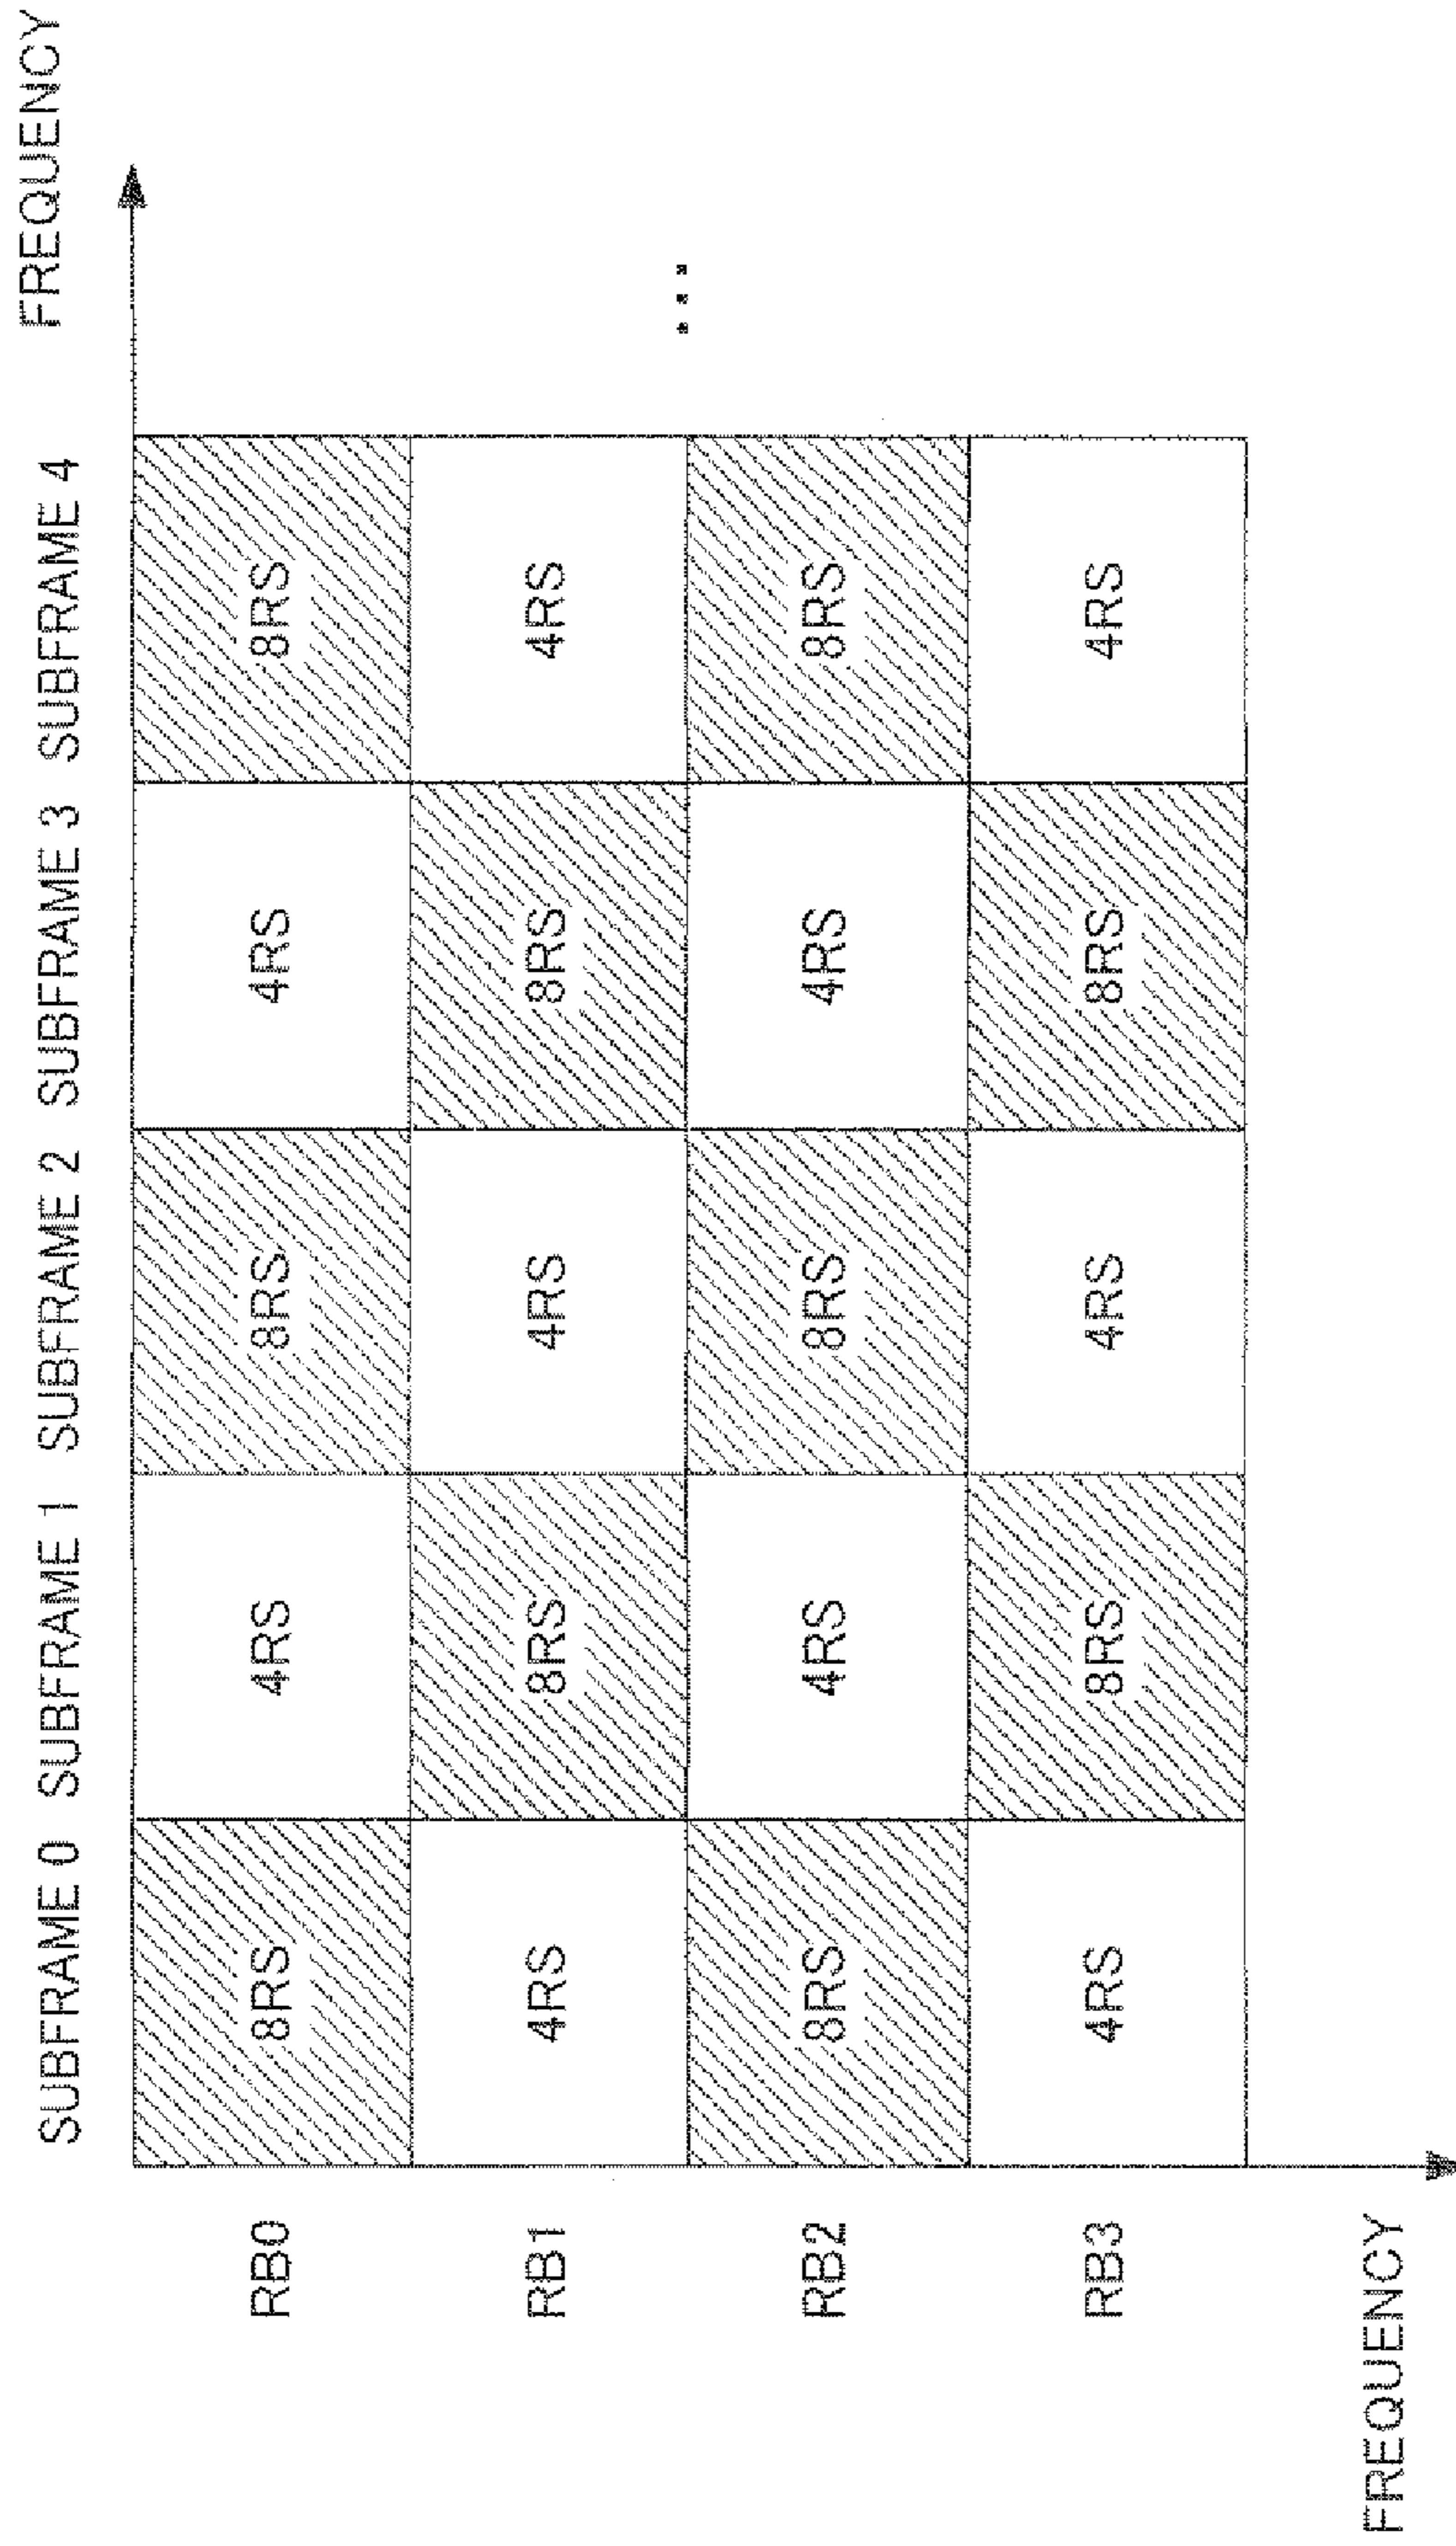 SUBFRAME 0 SUBFRAME 1 SUBFRAME 2 SUBFRAME 3 SUBFRAME 4 FREQUENCY
RB0 8RS 4RS 8RS 4RS 8RS
RB1 4RS 8RS 4RS 8RS 4RS
...
RB2 8RS 4RS 8RS 4RS 8RS
RB3 4RS 8RS 4RS 8RS 4RS
FREQUENCY